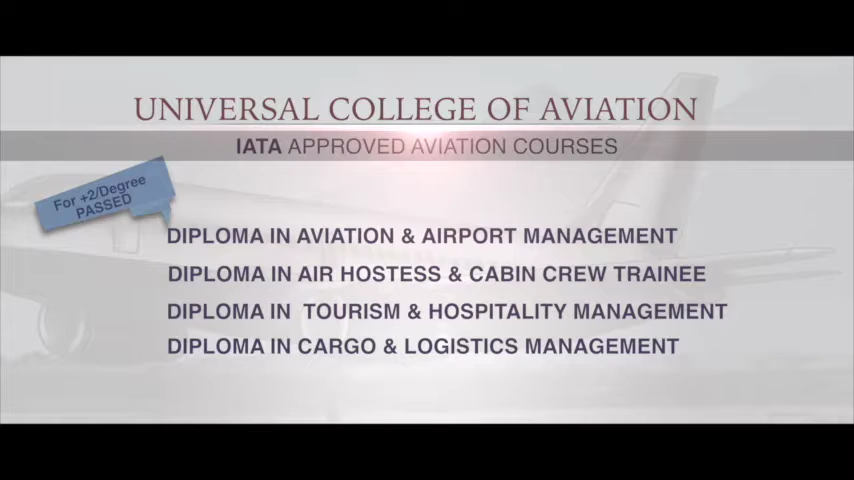 UNIVERSAL COLLEGE OF AVIATION
IATA APPROVED AVIATION COURSES
For +2/Degree
PASSED
DIPLOMA IN AVIATION & AIRPORT MANAGEMENT
DIPLOMA IN AIR HOSTESS & CABIN CREW TRAINEE
DIPLOMA IN TOURISM & HOSPITALITY MANAGEMENT
DIPLOMA IN CARGO & LOGISTICS MANAGEMENT